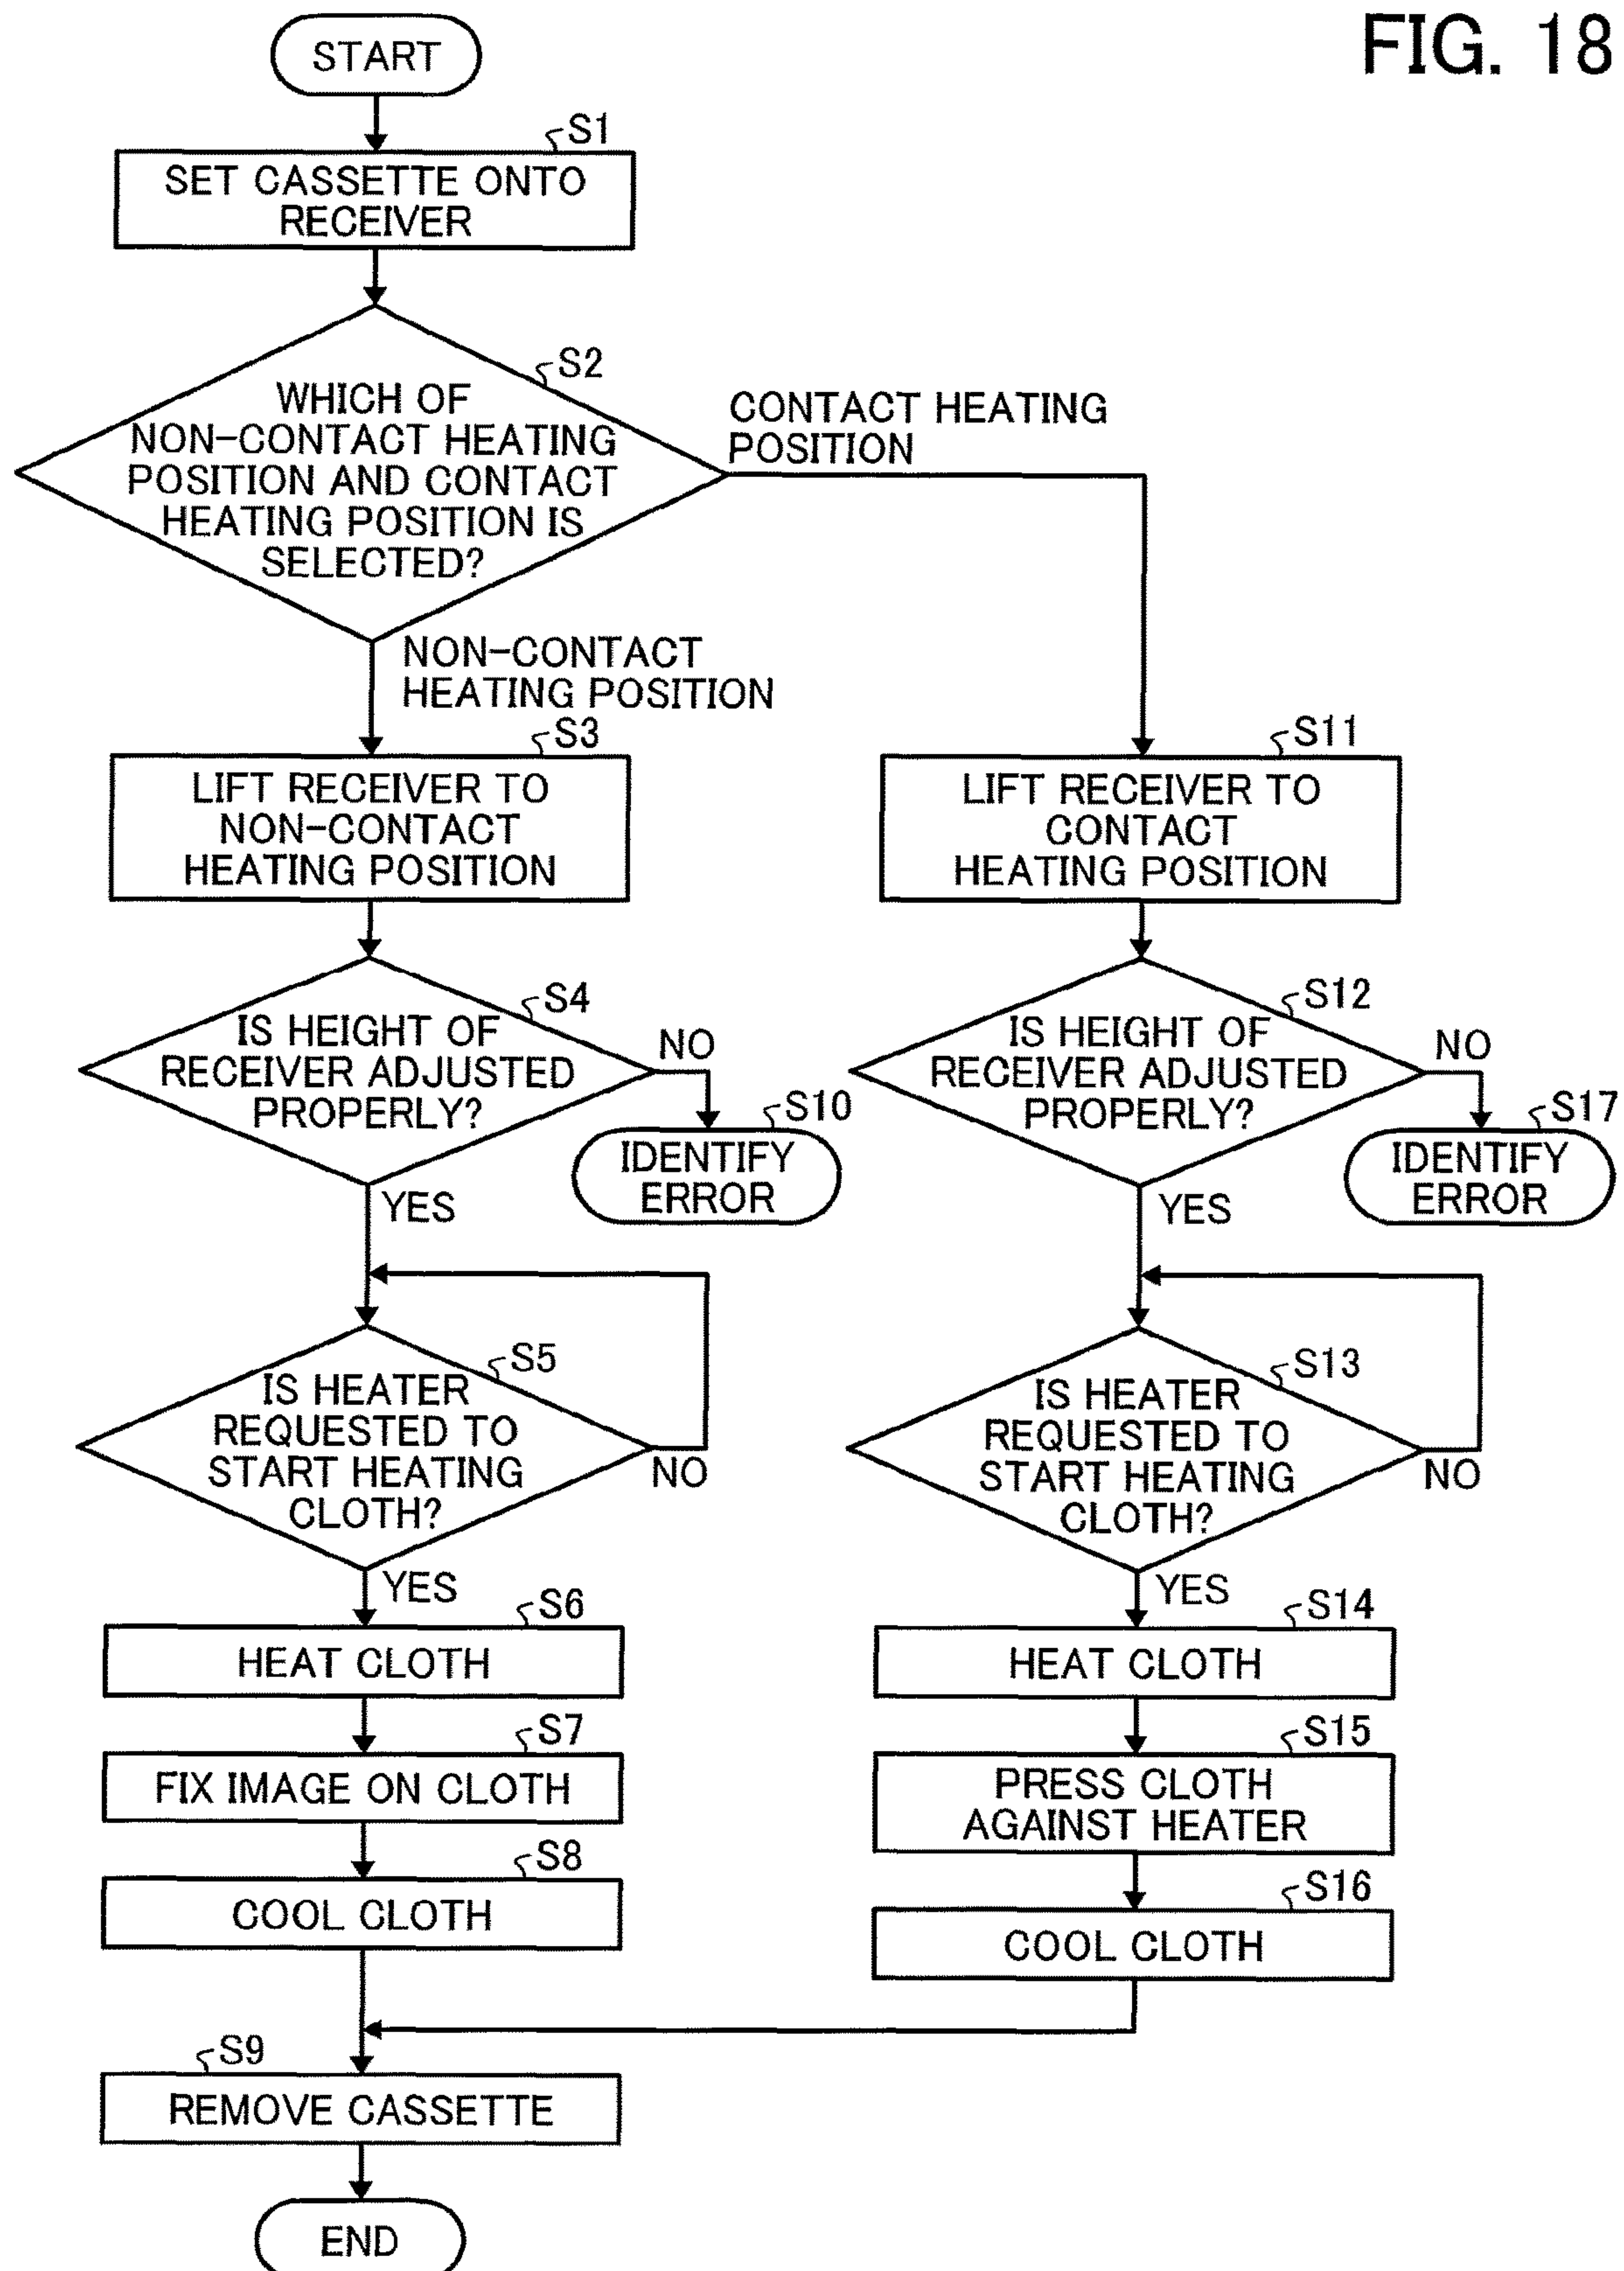 FIG. 18
START
S1
SET CASSETTE ONTO
RECEIVER
S2
WHICH OF
NON-CONTACT HEATING
POSITION AND CONTACT
HEATING POSITION IS
SELECTED?
CONTACT HEATING
POSITION
NON-CONTACT
HEATING POSITION
S3
LIFT RECEIVER TO
NON-CONTACT
HEATING POSITION
S4
IS HEIGHT OF
RECEIVER ADJUSTED
PROPERLY?
NO
S10
IDENTIFY
ERROR
YES
S5
IS HEATER
REQUESTED TO
START HEATING
CLOTH?
NO
YES
S6
HEAT CLOTH
S7
FIX IMAGE ON CLOTH
S8
COOL CLOTH
S11
LIFT RECEIVER TO
CONTACT
HEATING POSITION
S12
IS HEIGHT OF
RECEIVER ADJUSTED
PROPERLY?
NO
S17
IDENTIFY
ERROR
YES
S13
IS HEATER
REQUESTED TO
START HEATING
CLOTH?
NO
YES
S14
HEAT CLOTH
S15
PRESS CLOTH
AGAINST HEATER
S16
COOL CLOTH
S9
REMOVE CASSETTE
END